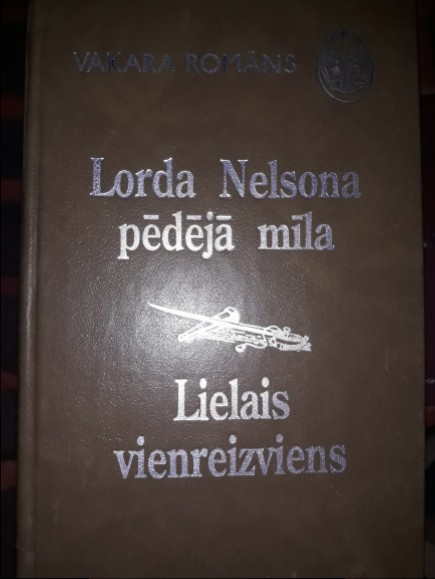 VAKARA ROMĀNS
Lorda Nelsona
pēdējā mīla
Lielais
vienreizviens